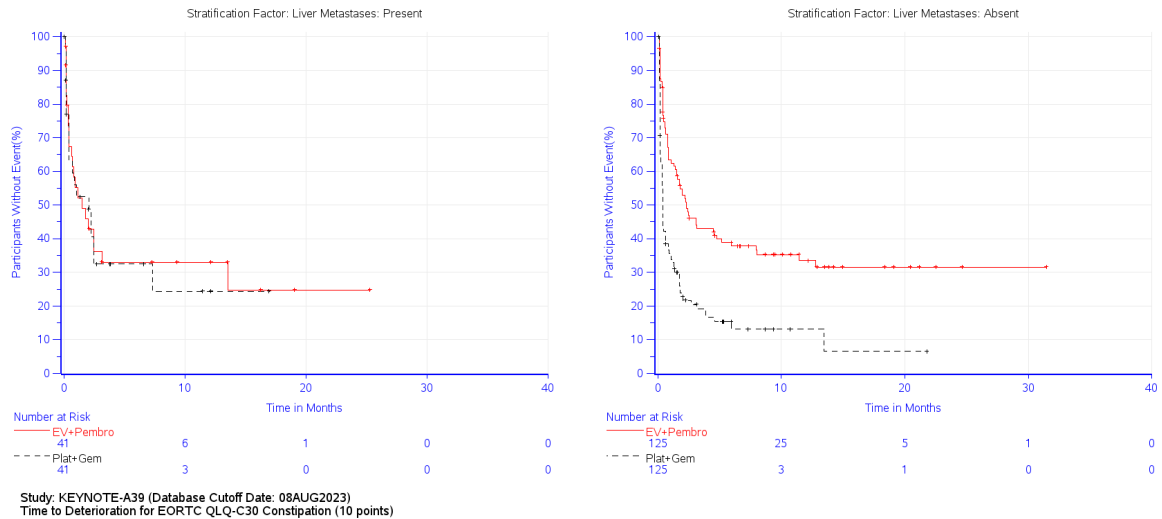 Stratification Factor: Liver Metastases: Present
Participants Without Event(%)
100
90
80
70
60
50
40
30
20
10
0
0 10 20 30 40
Time in Months
Number at Risk
EV+Pembro
41 6 1 0 0
Plat+Gem
41 3 0 0 0
Stratification Factor: Liver Metastases: Absent
Participants Without Event(%)
100
90
80
70
60
50
40
30
20
10
0
0 10 20 30 40
Time in Months
Number at Risk
EV+Pembro
125 25 5 1 0
Plat+Gem
125 3 1 0 0
Study: KEYNOTE-A39 (Database Cutoff Date: 08AUG2023)
Time to Deterioration for EORTC QLQ-C30 Constipation (10 points)